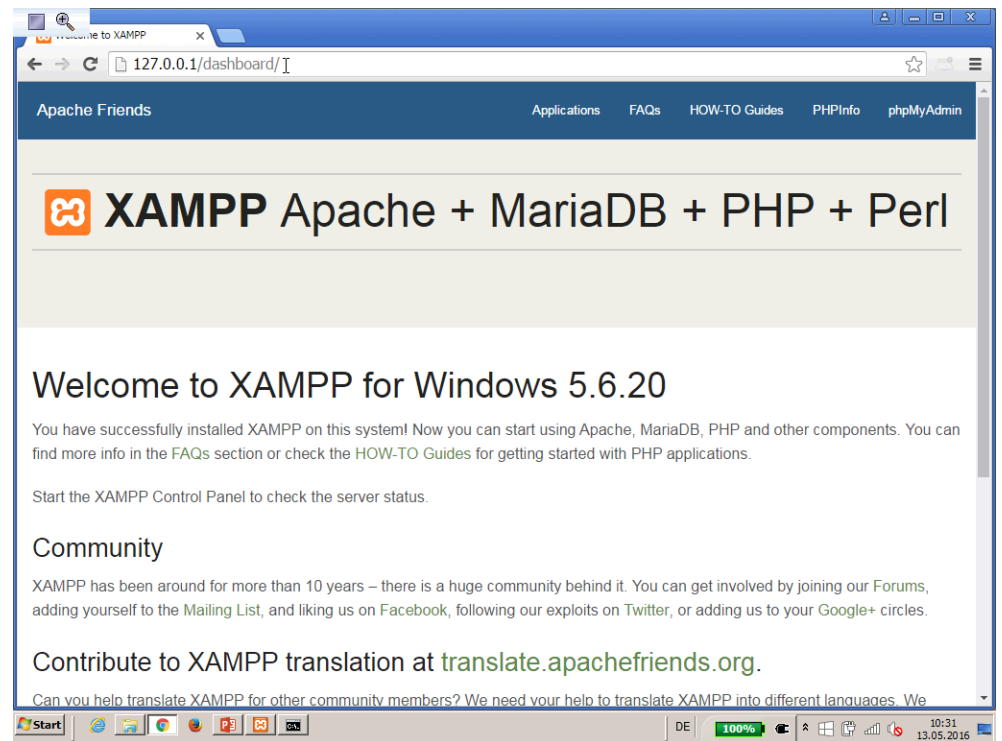 Welcome to XAMPP
127.0.0.1/dashboard/
Apache Friends
Applications
FAQs
HOW-TO Guides
PHPInfo
phpMyAdmin
XAMPP Apache + MariaDB + PHP + Perl
Welcome to XAMPP for Windows 5.6.20
You have successfully installed XAMPP on this system! Now you can start using Apache, MariaDB, PHP and other components. You can
find more info in the FAQs section or check the HOW-TO Guides for getting started with PHP applications.
Start the XAMPP Control Panel to check the server status.
Community
XAMPP has been around for more than 10 years – there is a huge community behind it. You can get involved by joining our Forums,
adding yourself to the Mailing List, and liking us on Facebook, following our exploits on Twitter, or adding us to your Google+ circles.
Contribute to XAMPP translation at translate.apachefriends.org.
Can you help translate XAMPP for other community members? We need your help to translate XAMPP into different languages. We
Start
DE
100%
10:31
13.05.2016